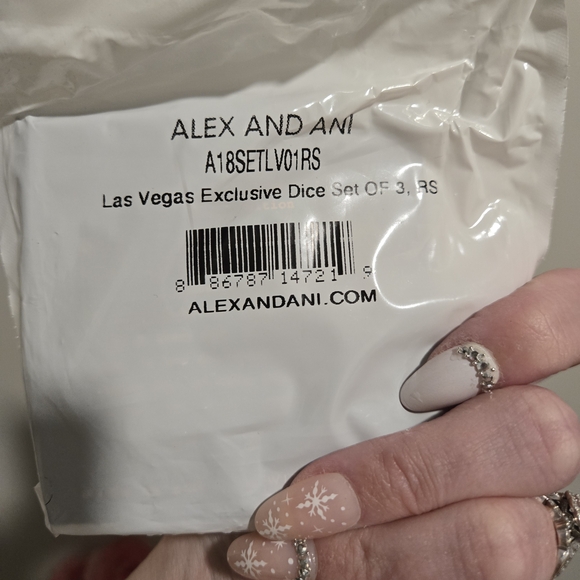 ALEX AND ANI
A18SETLV01RS
Las Vegas Exclusive Dice Set OF 3, RS
8 86787 14721 9
ALEXANDANI.COM